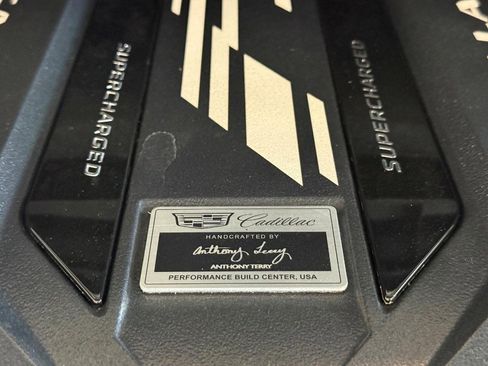 SUPERCHARGED
SUPERCHARGED
Cadillac
HANDCRAFTED BY
Anthony Terry
ANTHONY TERRY
PERFORMANCE BUILD CENTER, USA